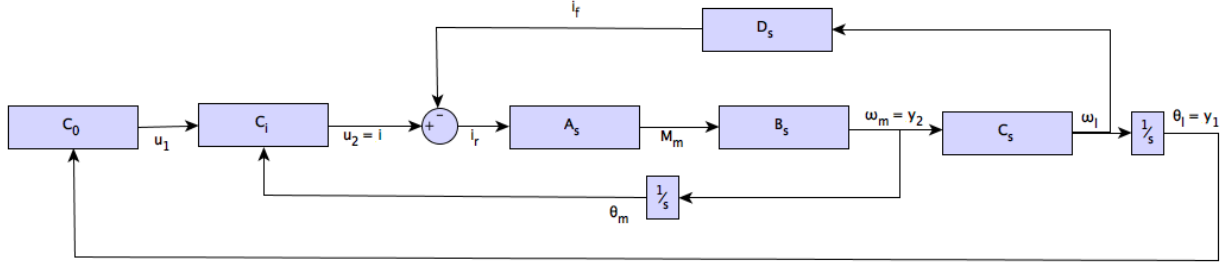 i_f
D_s
C_0
u_1
C_i
u_2 = i
+
-
i_r
A_s
M_m
B_s
ω_m = y_2
C_s
ω_l
1/s
θ_l = y_1
1/s
θ_m